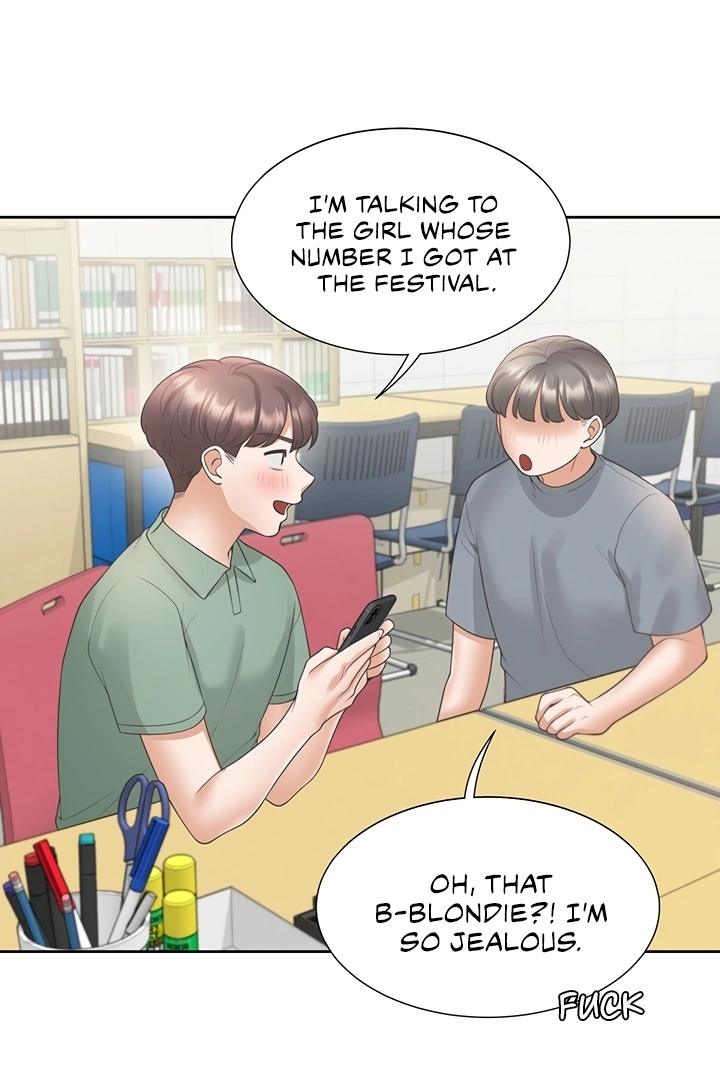 I'M TALKING TO
THE GIRL WHOSE
NUMBER I GOT AT
THE FESTIVAL.
OH, THAT
B-BLONDIE?! I'M
SO JEALOUS.
FUCK